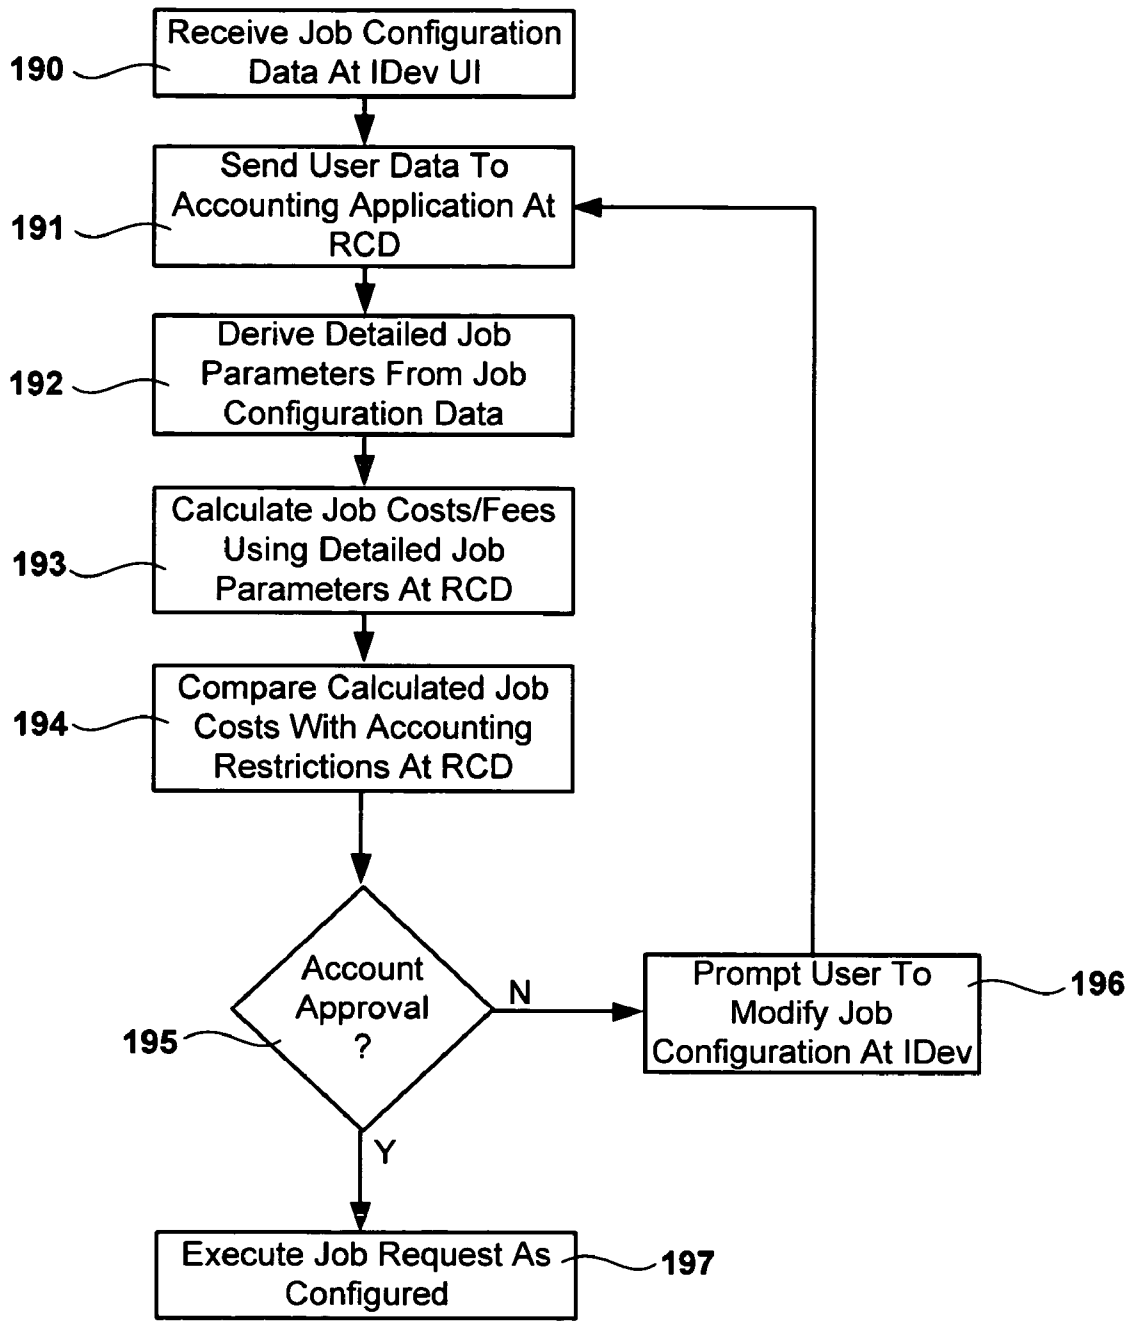 Receive Job Configuration
Data At IDev UI
190
Send User Data To
Accounting Application At
RCD
191
Derive Detailed Job
Parameters From Job
Configuration Data
192
Calculate Job Costs/Fees
Using Detailed Job
Parameters At RCD
193
Compare Calculated Job
Costs With Accounting
Restrictions At RCD
194
Account
Approval
?
195
N
Prompt User To
Modify Job
Configuration At IDev
196
Y
Execute Job Request As
Configured
197